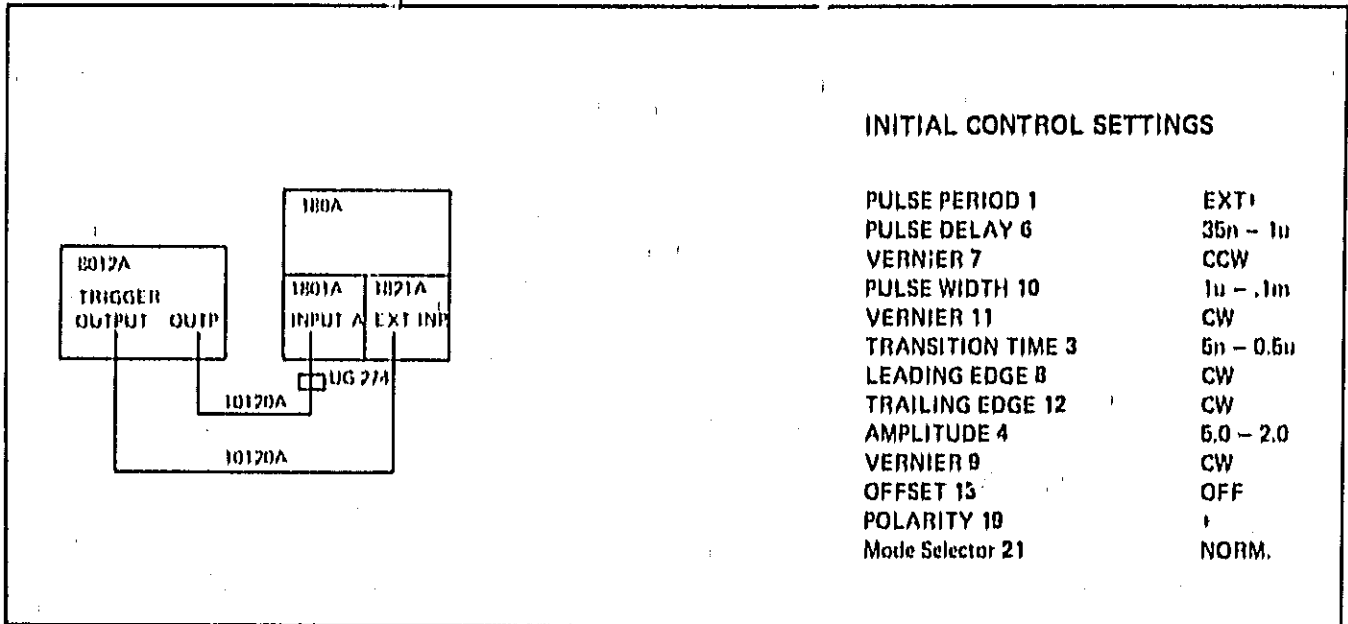 INITIAL CONTROL SETTINGS
PULSE PERIOD 1 EXT+
PULSE DELAY 6 35n – 1u
VERNIER 7 CCW
PULSE WIDTH 10 1u – .1m
VERNIER 11 CW
TRANSITION TIME 3 5n – 0.5u
LEADING EDGE 8 CW
TRAILING EDGE 12 CW
AMPLITUDE 4 5.0 – 2.0
VERNIER 9 CW
OFFSET 15 OFF
POLARITY 19 +
Mode Selector 21 NORM.
180A
8012A
TRIGGER
OUTPUT OUTP
1801A 1821A
INPUT A EXT INP
UG 274
10120A
10120A